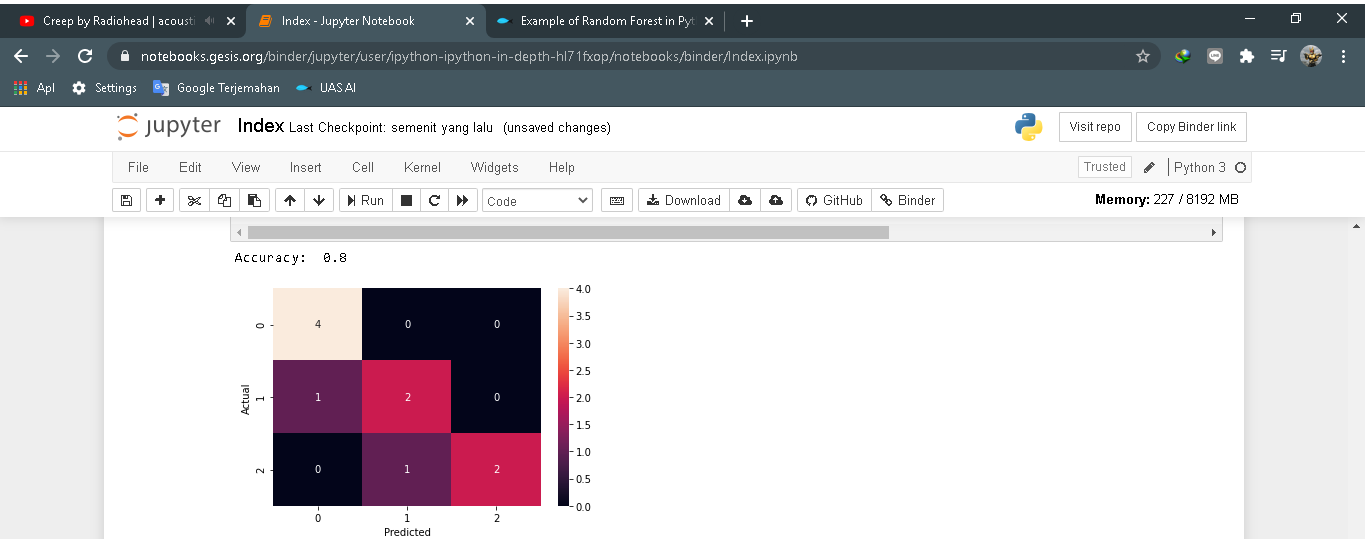 Creep by Radiohead | acousti
Index - Jupyter Notebook
Example of Random Forest in Pyt
notebooks.gesis.org/binder/jupyter/user/ipython-ipython-in-depth-hl71fxop/notebooks/binder/Index.ipynb
Apl Settings Google Terjemahan UAS AI
jupyter Index Last Checkpoint: semenit yang lalu (unsaved changes) Visit repo Copy Binder link
File Edit View Insert Cell Kernel Widgets Help Trusted Python 3
Run Code Download GitHub Binder Memory: 227 / 8192 MB
Accuracy: 0.8
4 0 0
1 2 0
0 1 2
0
1
2
Actual
0 1 2
Predicted
4.0
3.5
3.0
2.5
2.0
1.5
1.0
0.5
0.0